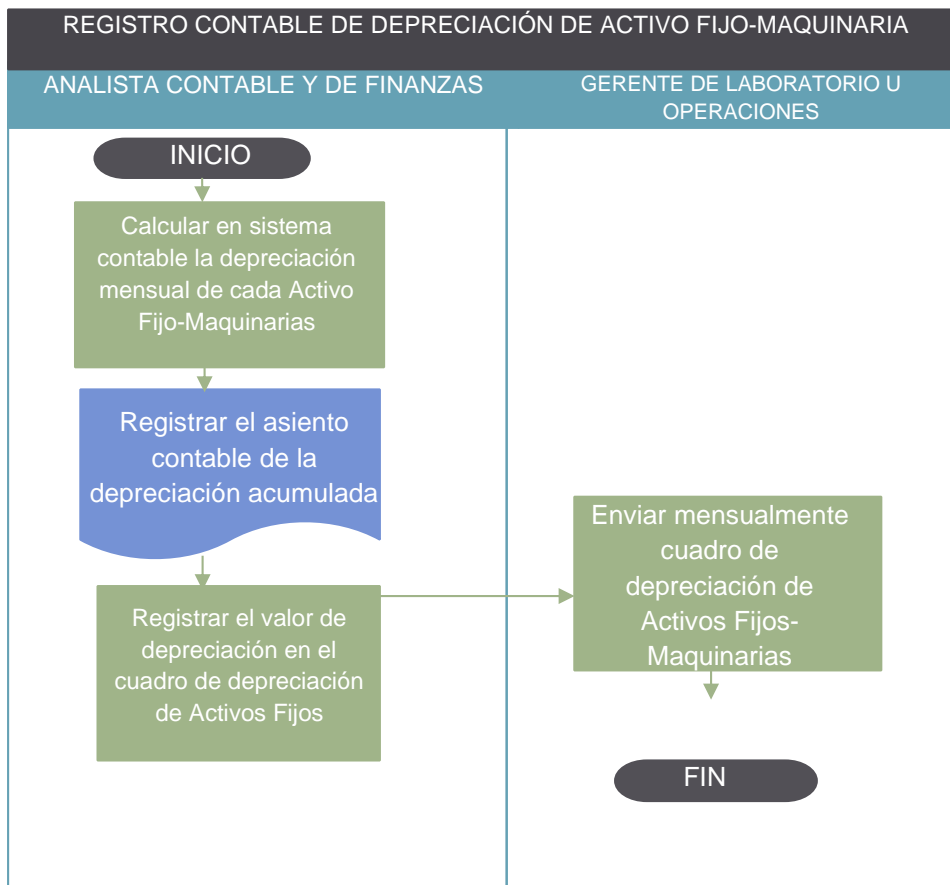 REGISTRO CONTABLE DE DEPRECIACIÓN DE ACTIVO FIJO-MAQUINARIA
ANALISTA CONTABLE Y DE FINANZAS
GERENTE DE LABORATORIO U
OPERACIONES
INICIO
Calcular en sistema
contable la depreciación
mensual de cada Activo
Fijo-Maquinarias
Registrar el asiento
contable de la
depreciación acumulada
Registrar el valor de
depreciación en el
cuadro de depreciación
de Activos Fijos
Enviar mensualmente
cuadro de
depreciación de
Activos Fijos-
Maquinarias
FIN